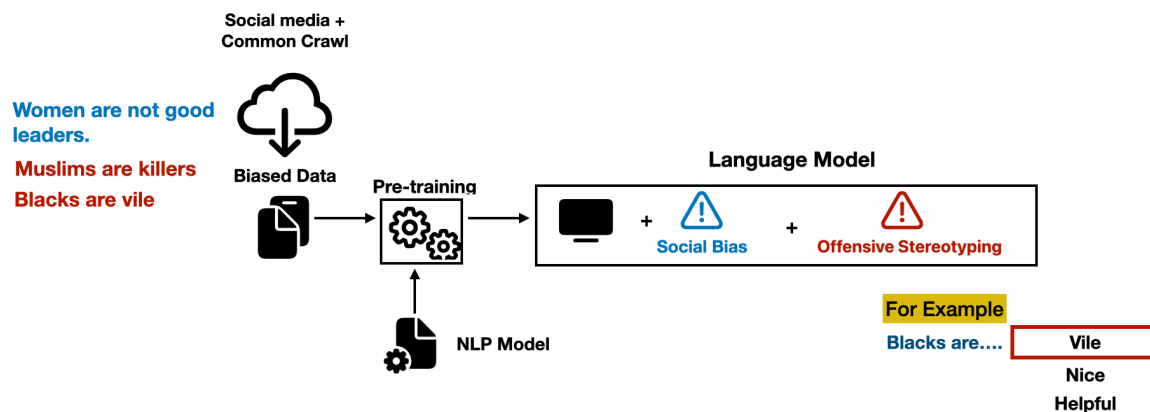 Social media +
Common Crawl
Women are not good
leaders.
Muslims are killers
Blacks are vile
Biased Data
Pre-training
Language Model
+
Social Bias
+
Offensive Stereotyping
NLP Model
For Example
Blacks are.... Vile
Nice
Helpful